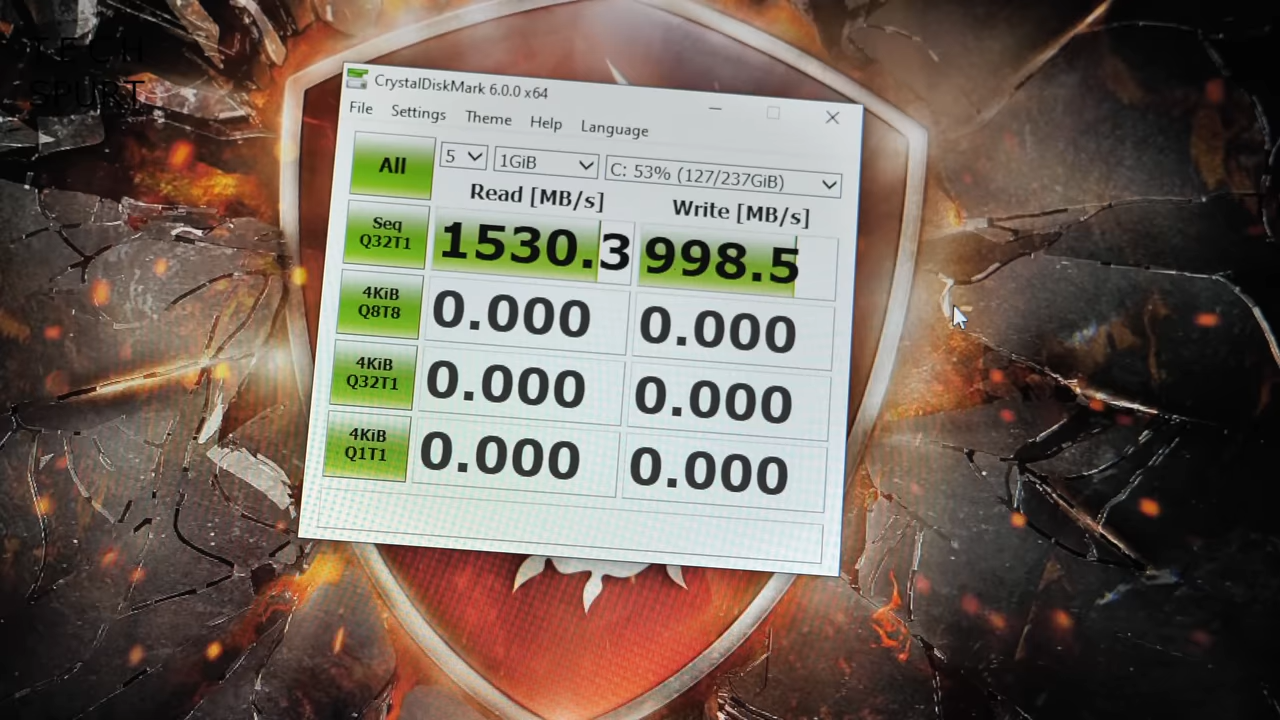 TECH
SPURT
CrystalDiskMark 6.0.0 x64
File Settings Theme Help Language
All 5 1GiB C: 53% (127/237GiB)
Read [MB/s] Write [MB/s]
Seq
Q32T1 1530.3 998.5
4KiB
Q8T8 0.000 0.000
4KiB
Q32T1 0.000 0.000
4KiB
Q1T1 0.000 0.000